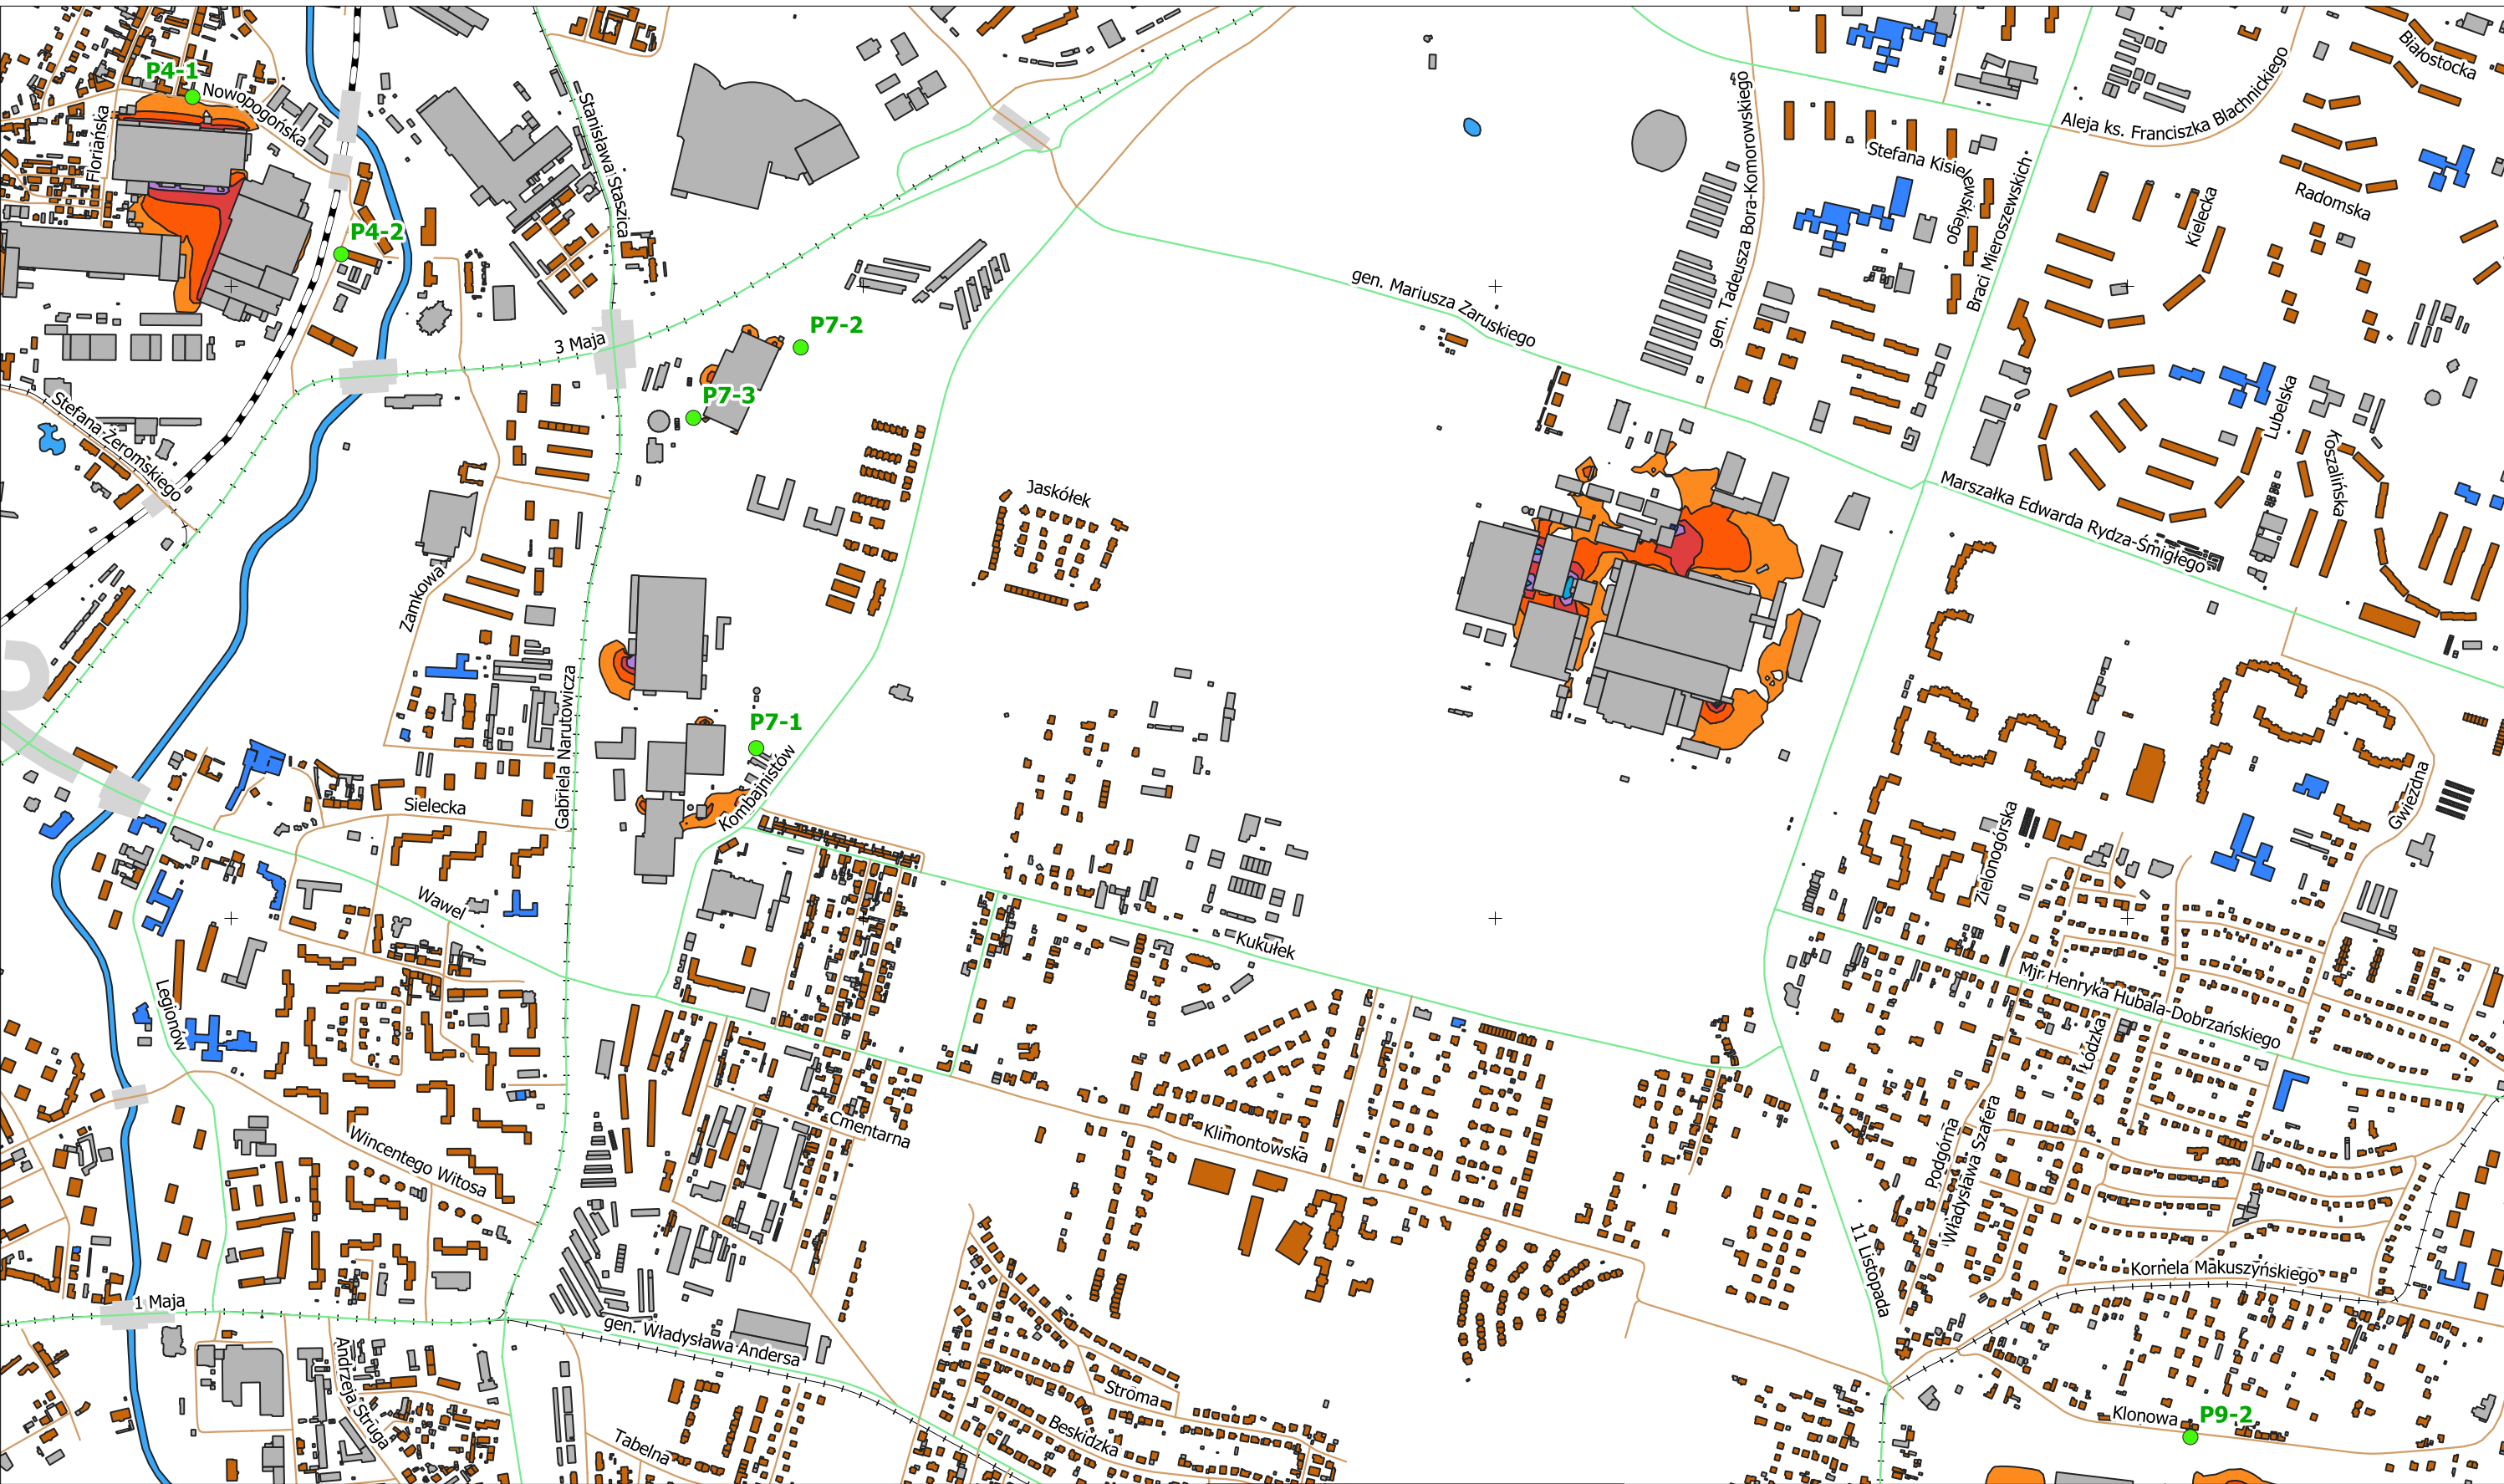 Białostocka
P4-1
Nowopogońska
Floriańska
Stanisława Staszica
gen. Tadeusza Bora-Komorowskiego
Aleja ks. Franciszka Blachnickiego
Stefana Kisielewskiego
Braci Mieroszewskich
Radomska
Kielecka
P4-2
gen. Mariusza Zaruskiego
P7-2
3 Maja
P7-3
Stefana Żeromskiego
Lubelska
Koszalińska
Jaskółek
Marszałka Edwarda Rydza-Śmigłego
Zamkowa
Gabriela Narutowicza
P7-1
Kombajnistów
Sielecka
Gwiezdna
Zielonogórska
Wawel
Kukułek
Legionów
Mjr Henryka Hubala-Dobrzańskiego
Łódzka
Cmentarna
Klimontowska
Podgórna
Władysława Szafera
Wincentego Witosa
11 Listopada
Kornela Makuszyńskiego
1 Maja
gen. Władysława Andersa
Andrzeja Struga
Stroma
Beskidzka
Tabelna
Klonowa
P9-2